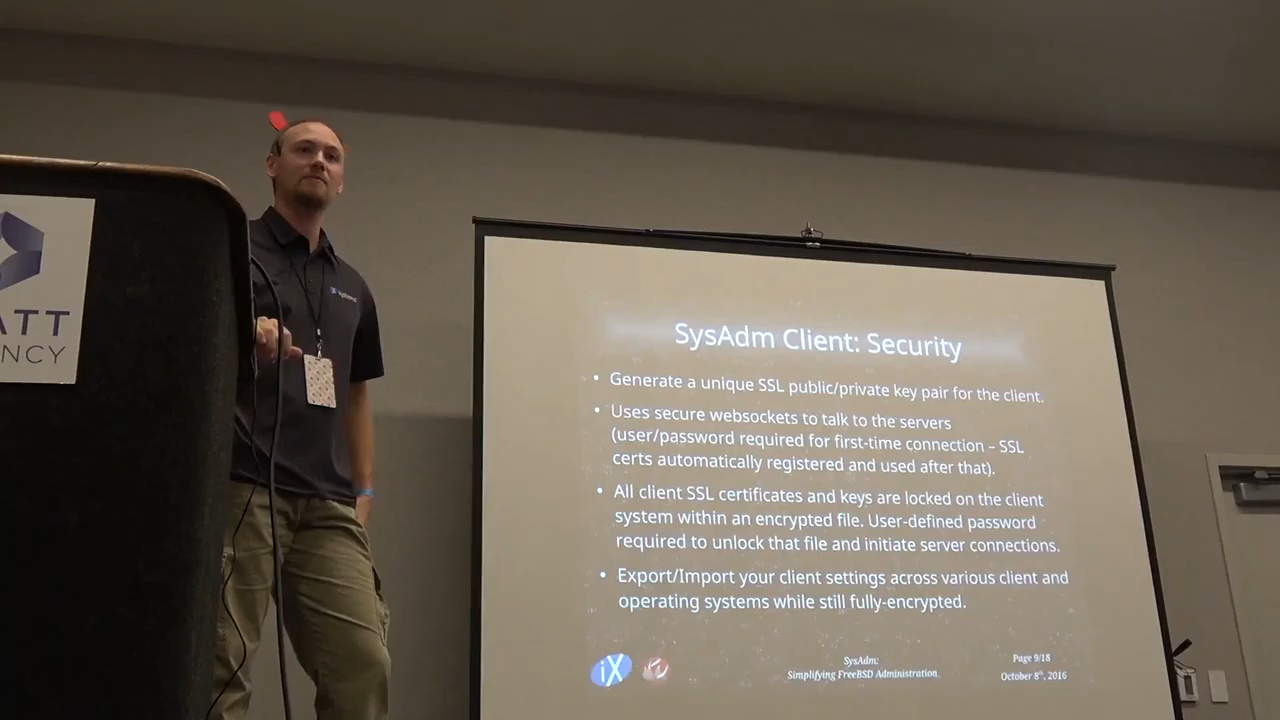 ATT
NCY
SysAdm Client: Security
• Generate a unique SSL public/private key pair for the client.
• Uses secure websockets to talk to the servers
(user/password required for first-time connection – SSL
certs automatically registered and used after that).
• All client SSL certificates and keys are locked on the client
system within an encrypted file. User-defined password
required to unlock that file and initiate server connections.
• Export/Import your client settings across various client and
operating systems while still fully-encrypted.
iX
SysAdm:
Simplifying FreeBSD Administration
Page 9/18
October 8th, 2016